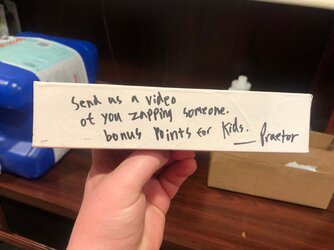 Send us a video
of you zapping someone.
bonus points for kids. Praetor